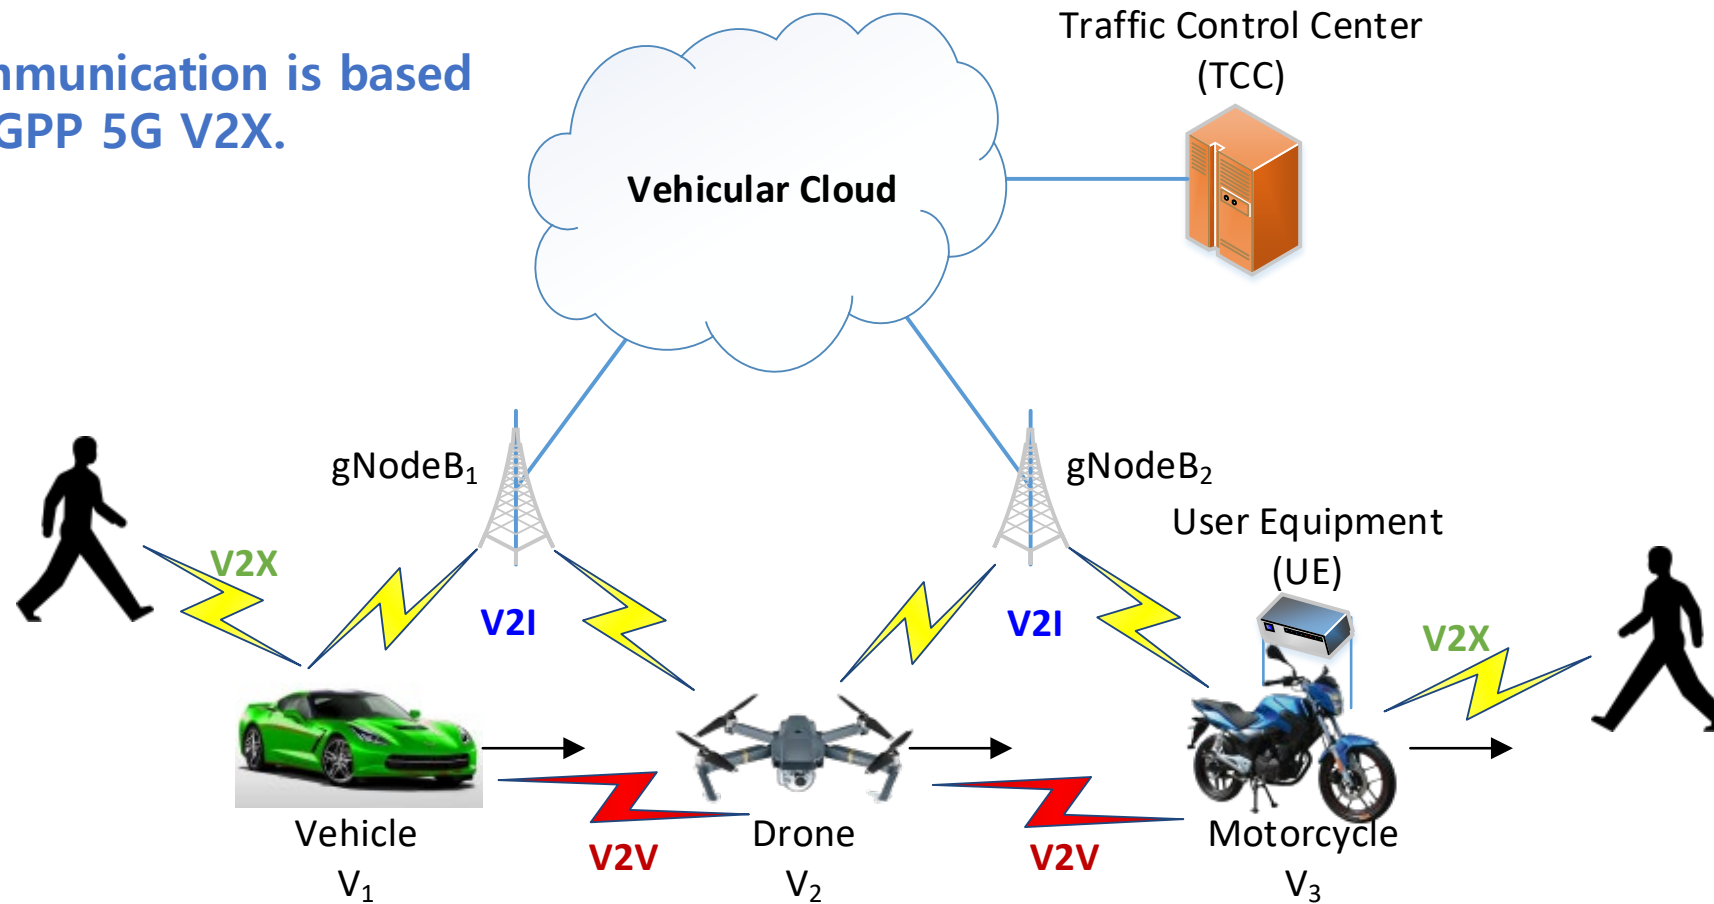 Traffic Control Center
(TCC)
is based
GPP 5G V2X.
Vehicular Cloud
gNodeB₁
gNodeB₂
User Equipment
(UE)
V2X
V2I
V2I
V2X
Vehicle
V₁
V2V
Drone
V₂
V2V
Motorcycle
V₃